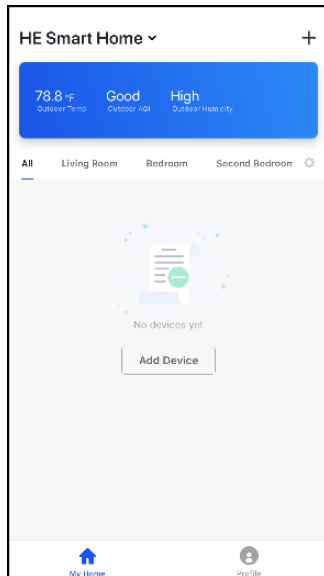 HE Smart Home
78.8 °F Good High
Outdoor Temp Outdoor AQI Outdoor Humidity
All Living Room Bedroom Second Bedroom
No devices yet
Add Device
My Home Profile